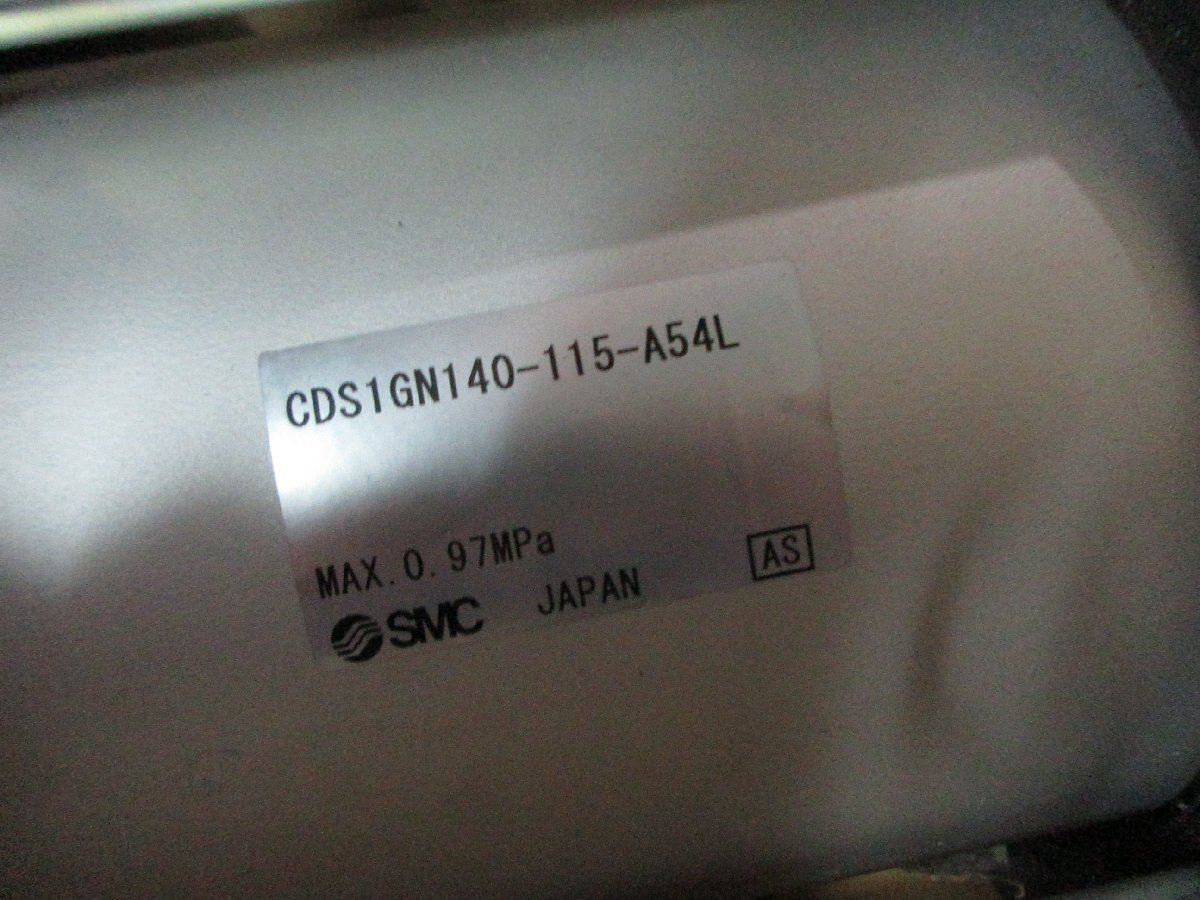 CDS1GN140-115-A54L
MAX.0.97MPa
SMC JAPAN AS